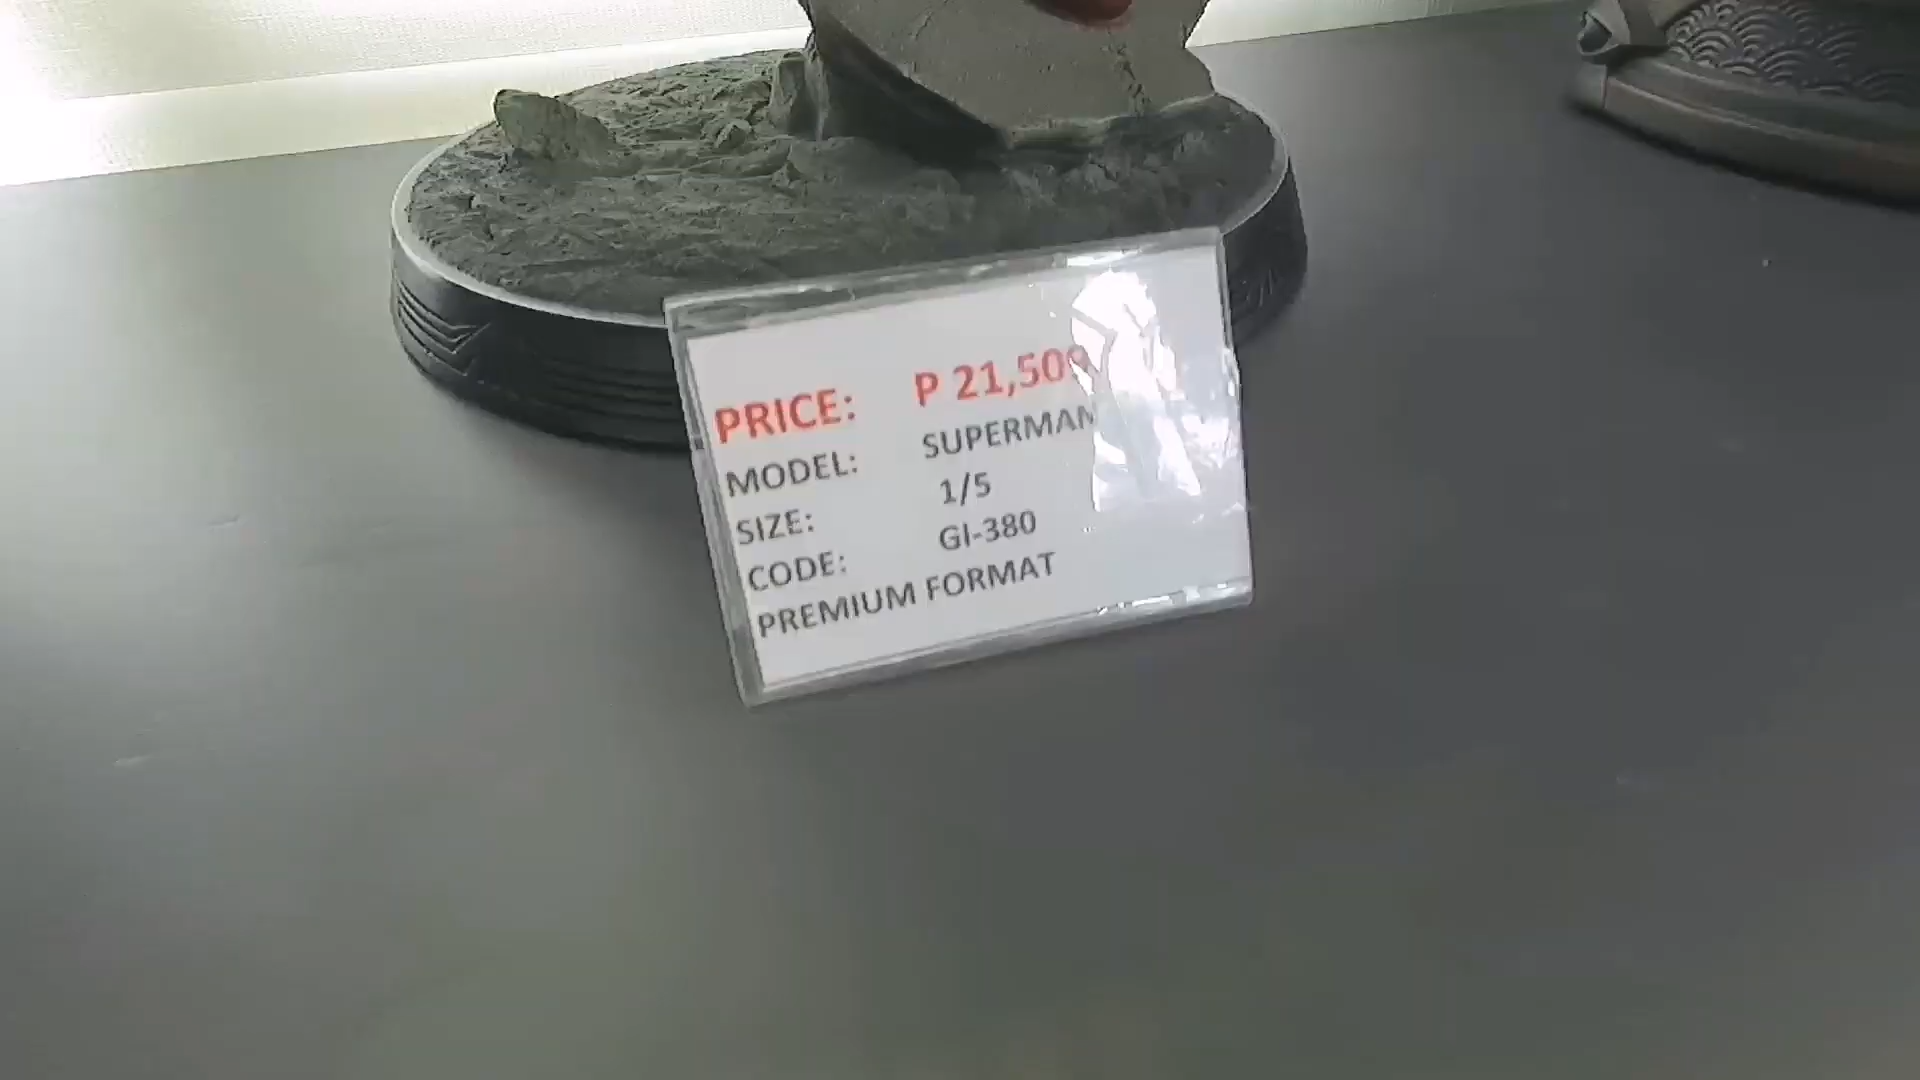 PRICE: P 21,50
MODEL: SUPERMAN
SIZE: 1/5
CODE: GI-380
PREMIUM FORMAT